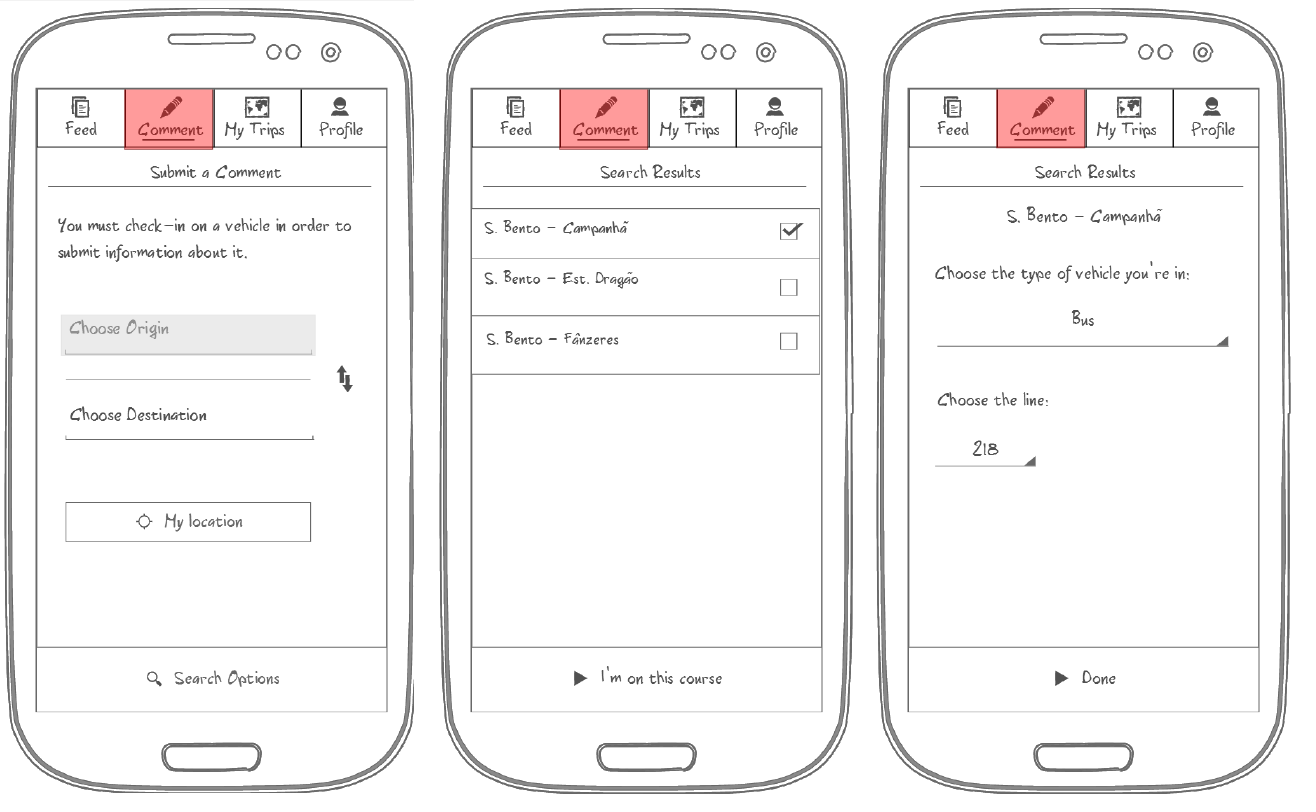 Feed Comment My Trips Profile
Submit a Comment
You must check-in on a vehicle in order to
submit information about it.
Choose Origin
Choose Destination
My location
Search Options
Feed Comment My Trips Profile
Search Results
S. Bento - Campanhã
S. Bento - Est. Dragão
S. Bento - Fânzeres
I'm on this course
Feed Comment My Trips Profile
Search Results
S. Bento - Campanhã
Choose the type of vehicle you're in:
Bus
Choose the line:
218
Done